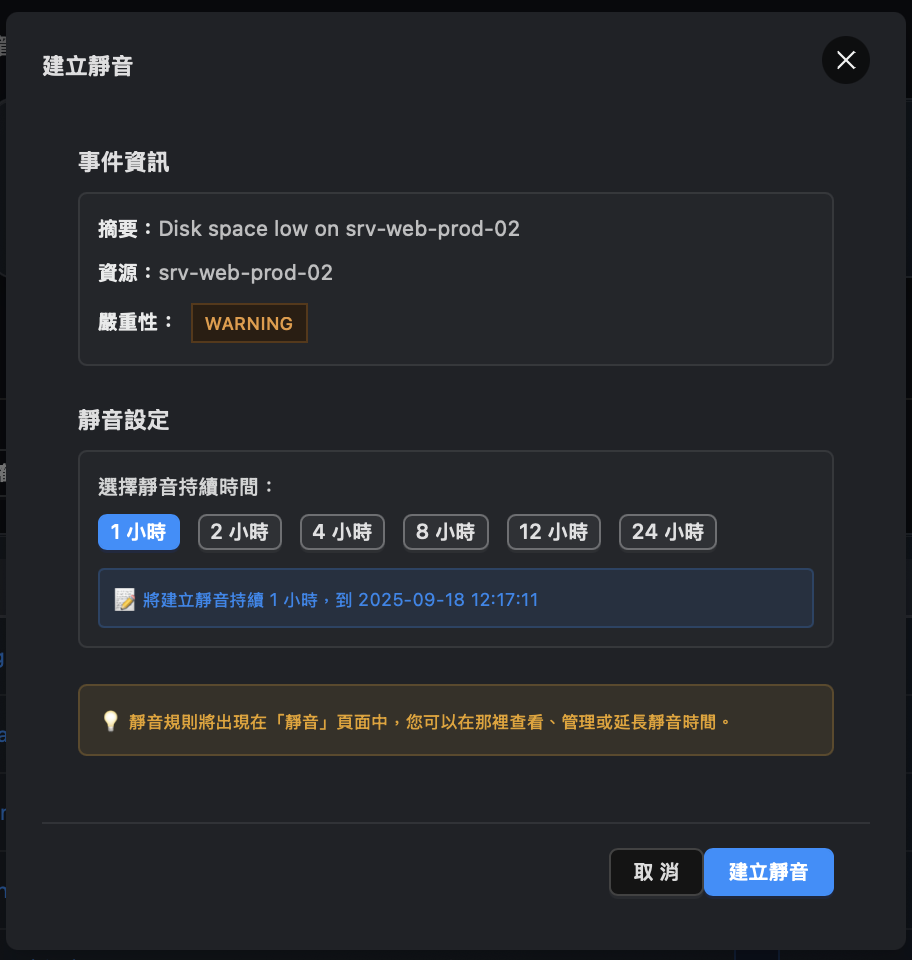 建立靜音
事件資訊
摘要：Disk space low on srv-web-prod-02
資源：srv-web-prod-02
嚴重性：WARNING
靜音設定
選擇靜音持續時間：
1 小時 2 小時 4 小時 8 小時 12 小時 24 小時
📝 將建立靜音持續 1 小時，到 2025-09-18 12:17:11
💡 靜音規則將出現在「靜音」頁面中，您可以在那裡查看、管理或延長靜音時間。
取 消 建立靜音